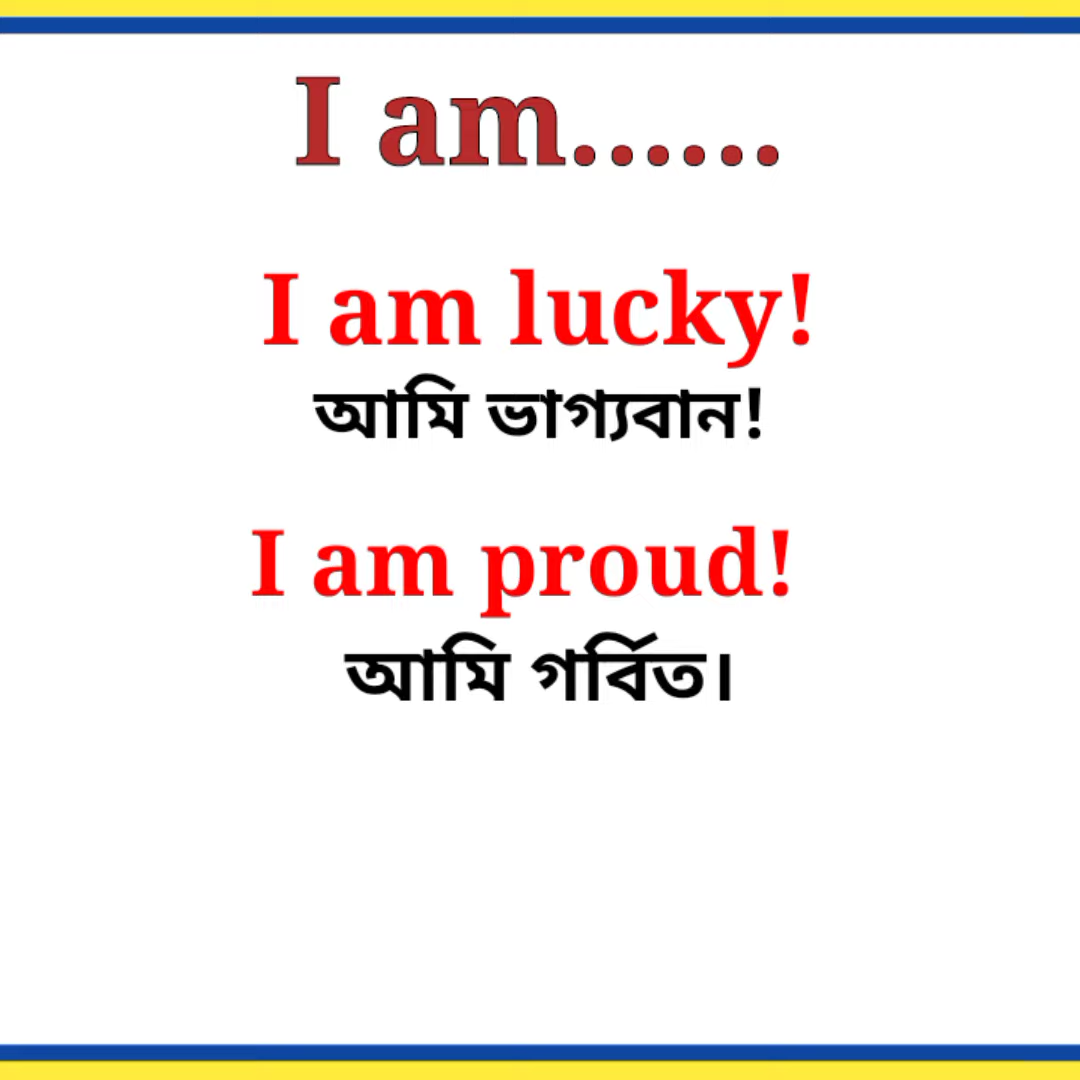 I am......
I am lucky!
আমি ভাগ্যবান!
I am proud!
আমি গর্বিত।